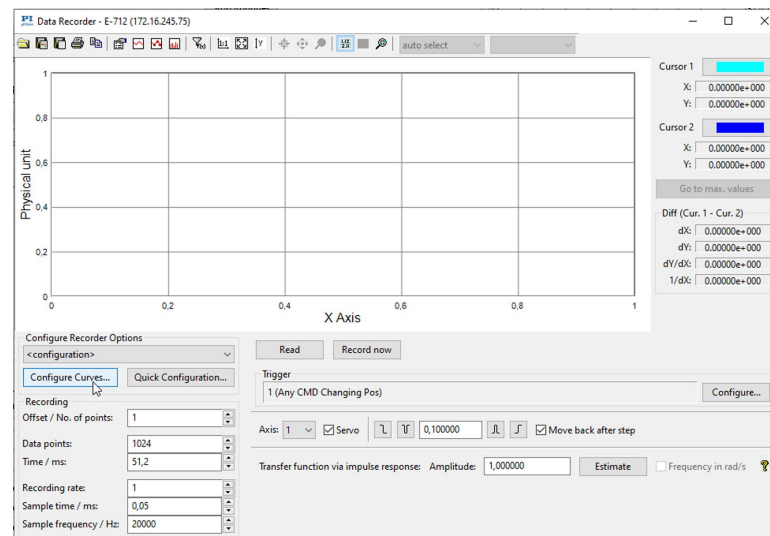 PI Data Recorder - E-712 (172.16.245.75)
auto select
Physical unit
1
0.8
0,6
0,4
0,2
0
0 0,2 0,4 0,6 0,8 1
X Axis
Cursor 1
X: 0.00000e+000
Y: 0.00000e+000
Cursor 2
X: 0.00000e+000
Y: 0.00000e+000
Go to max. values
Diff (Cur. 1 - Cur. 2)
dX: 0.00000e+000
dY: 0.00000e+000
dY/dX: 0.00000e+000
1/dX: 0.00000e+000
Configure Recorder Options
<configuration>
Configure Curves... Quick Configuration...
Recording
Offset / No. of points: 1
Data points: 1024
Time / ms: 51,2
Recording rate: 1
Sample time / ms: 0,05
Sample frequency / Hz: 20000
Read Record now
Trigger
1 (Any CMD Changing Pos) Configure...
Axis: 1 Servo 0,100000 Move back after step
Transfer function via impulse response: Amplitude: 1,000000 Estimate Frequency in rad/s ?